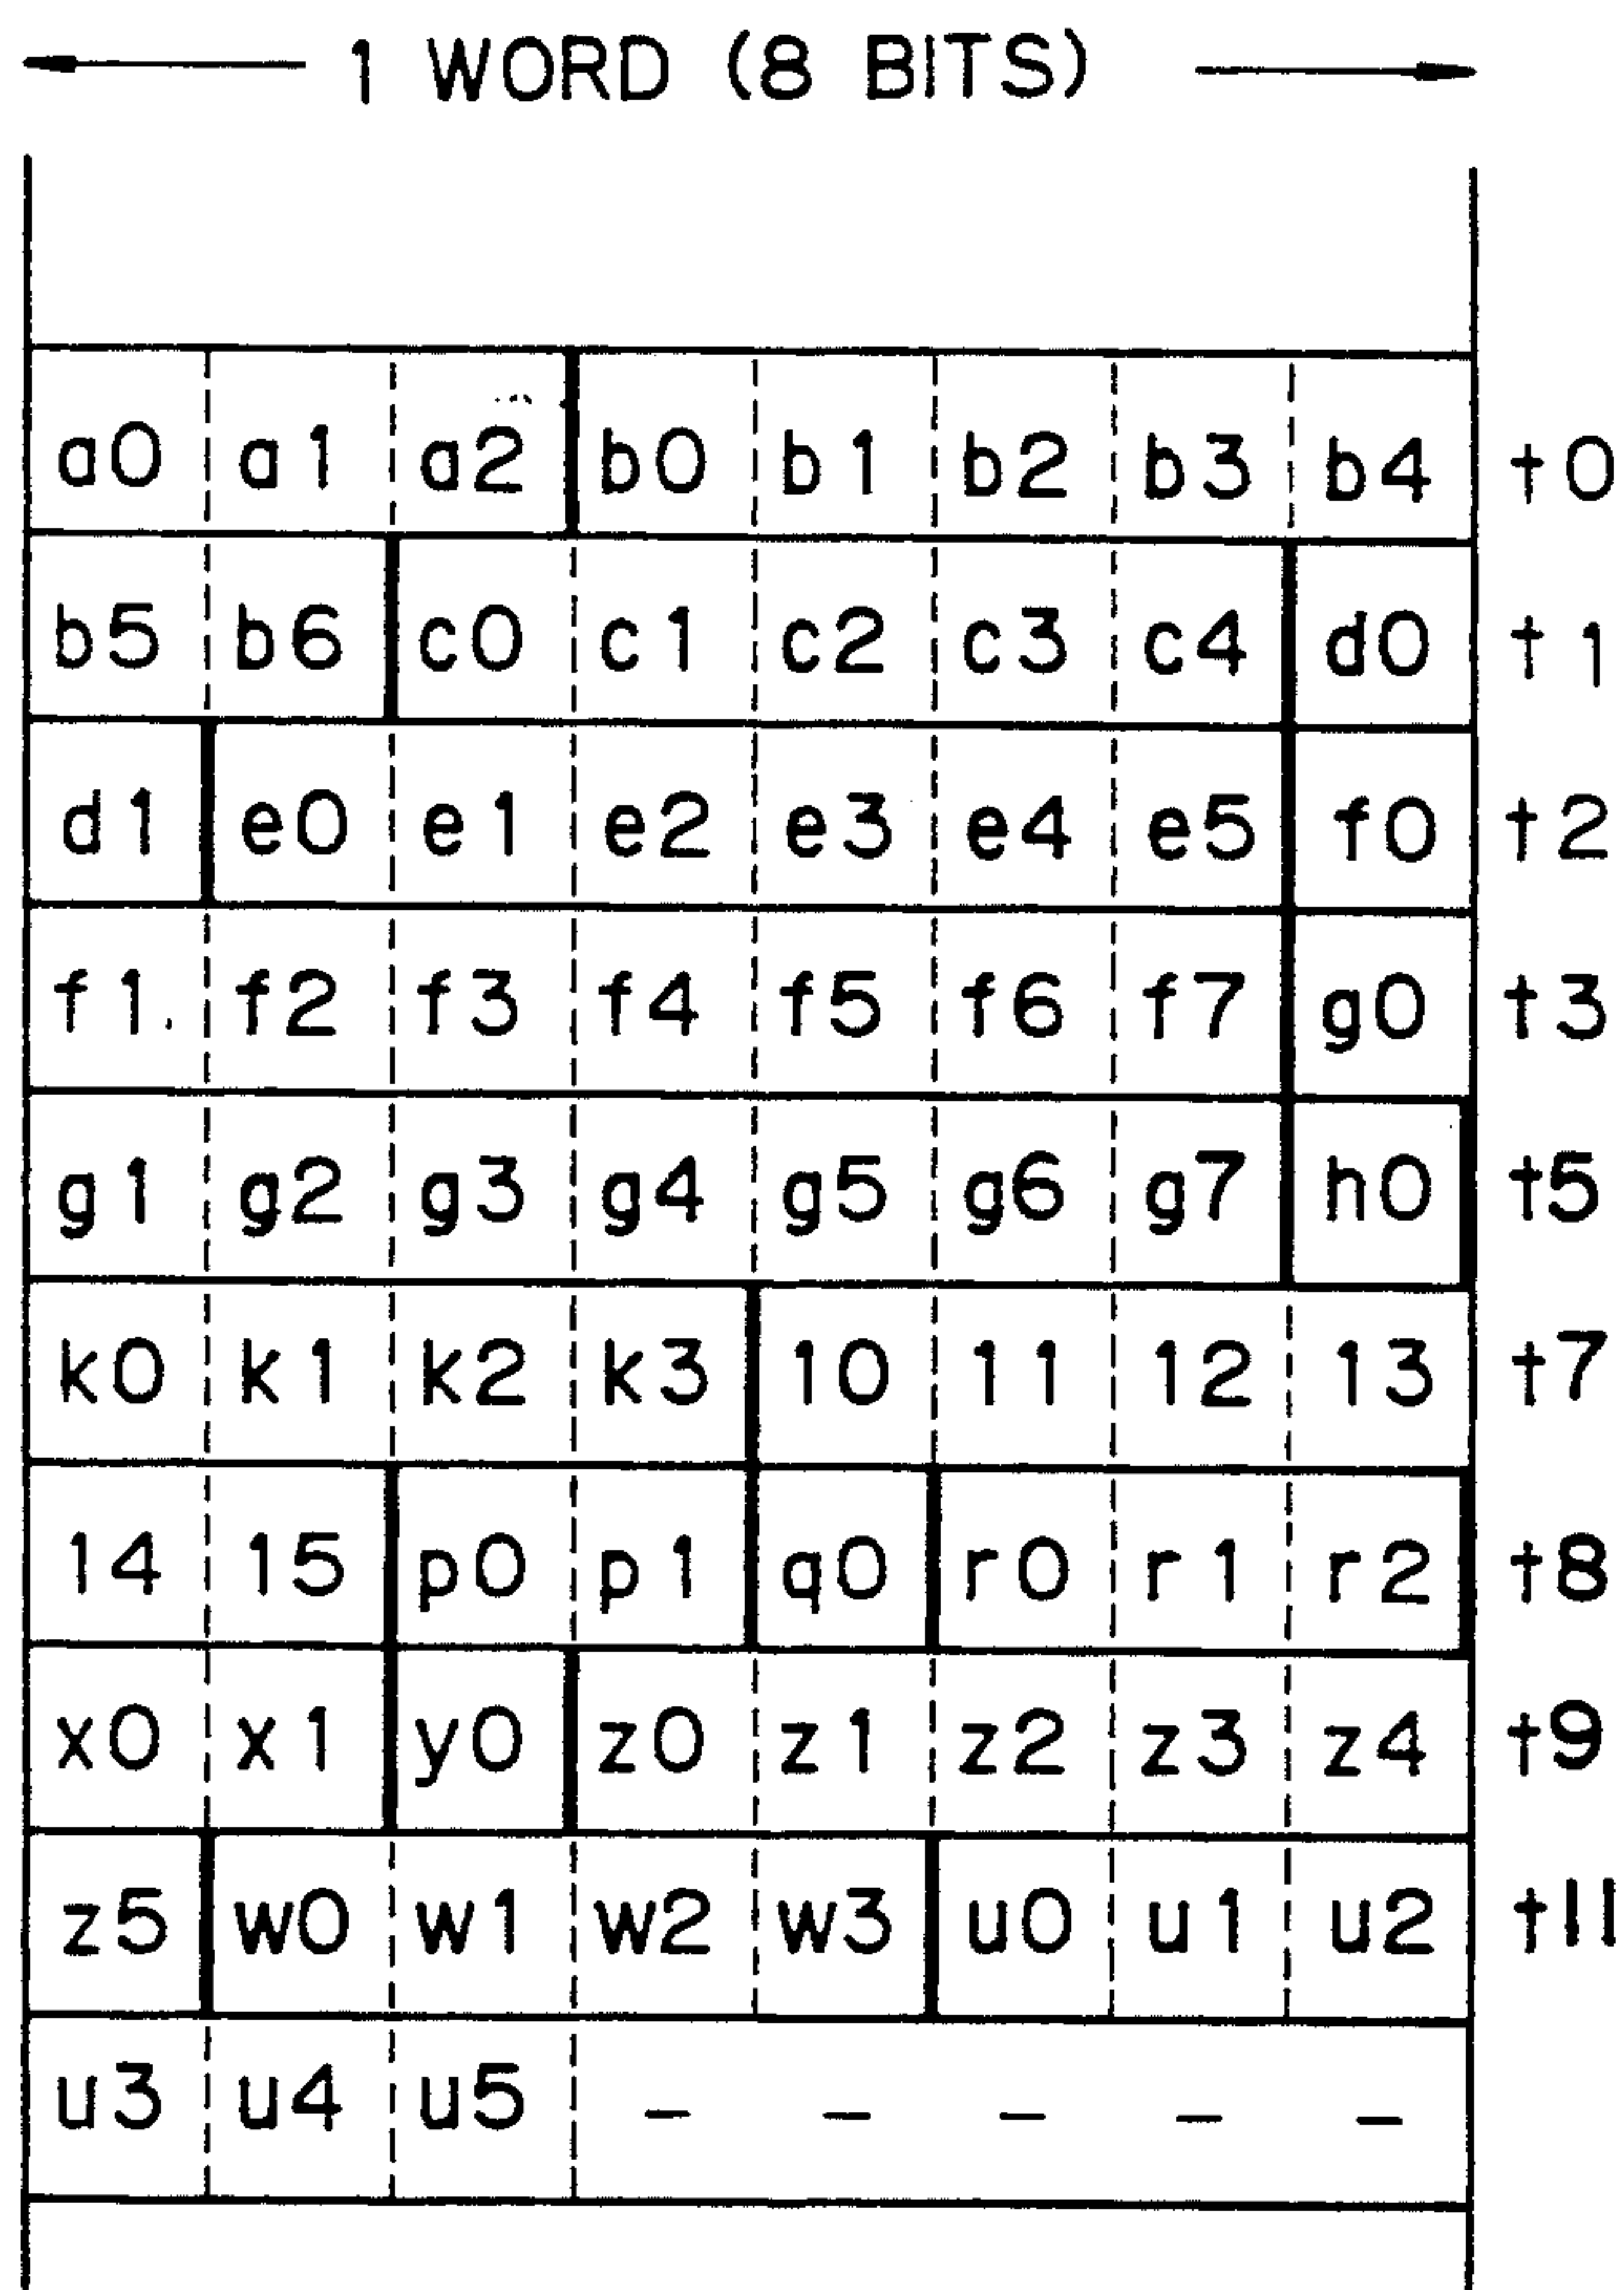 1 WORD (8 BITS)
a0 a1 a2 b0 b1 b2 b3 b4 t0
b5 b6 c0 c1 c2 c3 c4 d0 t1
d1 e0 e1 e2 e3 e4 e5 f0 t2
f1. f2 f3 f4 f5 f6 f7 g0 t3
g1 g2 g3 g4 g5 g6 g7 h0 t5
k0 k1 k2 k3 10 11 12 13 t7
14 15 p0 p1 q0 r0 r1 r2 t8
x0 x1 y0 z0 z1 z2 z3 z4 t9
z5 w0 w1 w2 w3 u0 u1 u2 t11
u3 u4 u5 - - - - -